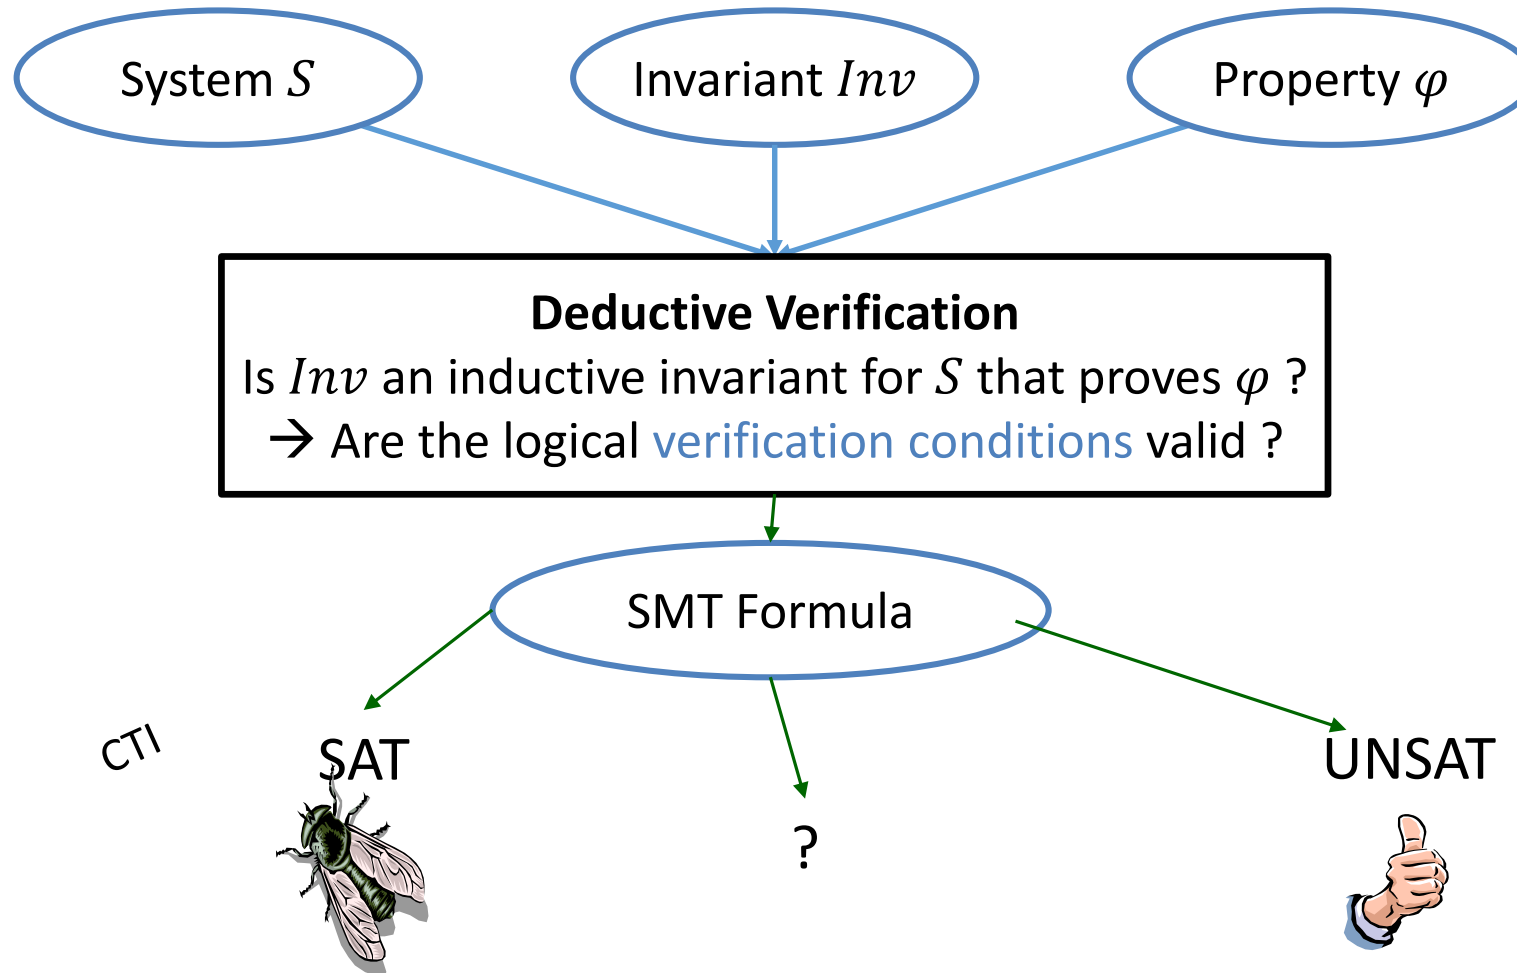 System 𝑆
Invariant 𝐼𝑛𝑣
Property 𝜑
Deductive Verification
Is 𝐼𝑛𝑣 an inductive invariant for 𝑆 that proves 𝜑 ?
→ Are the logical verification conditions valid ?
SMT Formula
CTI
SAT
UNSAT
?